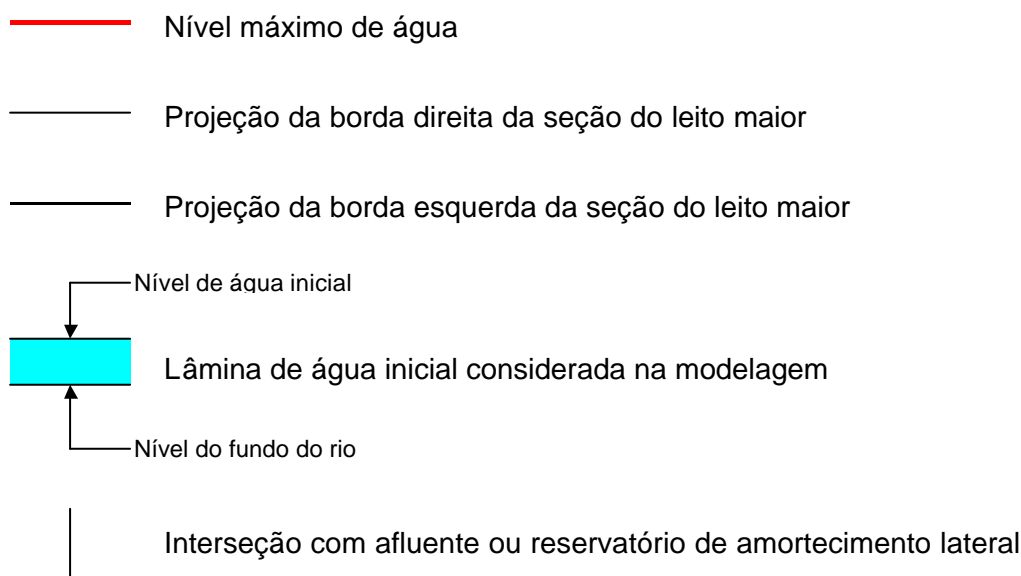 Nível máximo de água
Projeção da borda direita da seção do leito maior
Projeção da borda esquerda da seção do leito maior
Nível de água inicial
Lâmina de água inicial considerada na modelagem
Nível do fundo do rio
Interseção com afluente ou reservatório de amortecimento lateral